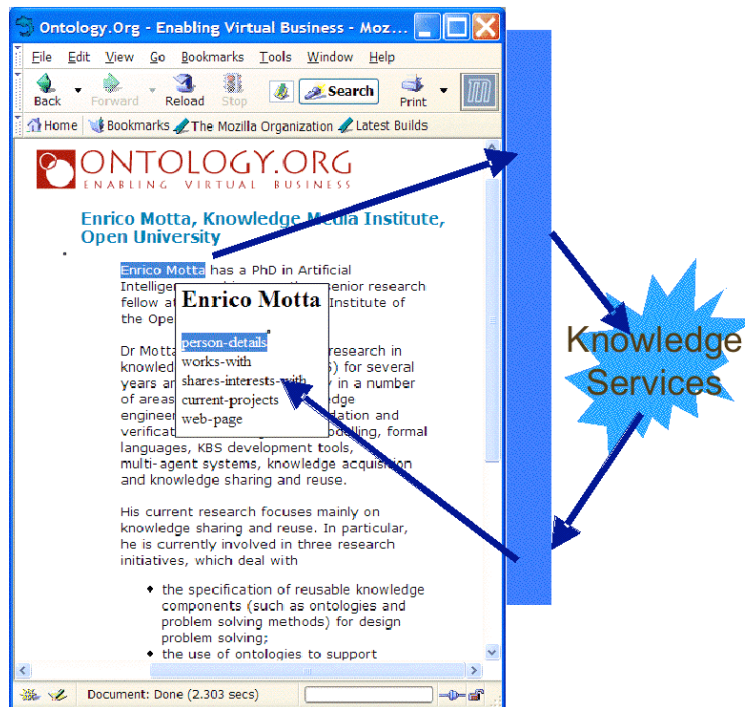 Ontology.Org - Enabling Virtual Business - Moz...
File Edit View Go Bookmarks Tools Window Help
Back Forward Reload Stop Search Print
Home Bookmarks The Mozilla Organization Latest Builds
ONTOLOGY.ORG
ENABLING VIRTUAL BUSINESS
Enrico Motta, Knowledge Media Institute,
Open University
Enrico Motta has a PhD in Artificial
Intellige senior research
fellow at Institute of
the Ope
Enrico Motta
person-details
works-with
shares-interests-with
current-projects
web-page
Dr Motta research in
knowled S) for several
years an y in a number
of areas edge
engineer dation and
verificat odelling, formal
languages, KBS development tools,
multi-agent systems, knowledge acquisition
and knowledge sharing and reuse.
His current research focuses mainly on
knowledge sharing and reuse. In particular,
he is currently involved in three research
initiatives, which deal with
the specification of reusable knowledge
components (such as ontologies and
problem solving methods) for design
problem solving;
the use of ontologies to support
Document: Done (2.303 secs)
Knowledge
Services